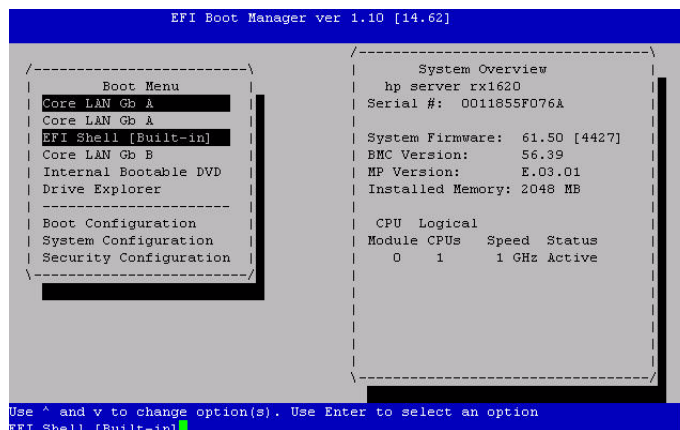 EFI Boot Manager ver 1.10 [14.62]
Boot Menu
Core LAN Gb A
Core LAN Gb A
EFI Shell [Built-in]
Core LAN Gb B
Internal Bootable DVD
Drive Explorer
Boot Configuration
System Configuration
Security Configuration
System Overview
hp server rx1620
Serial #: 0011855F076A
System Firmware: 61.50 [4427]
BMC Version: 56.39
MP Version: E.03.01
Installed Memory: 2048 MB
CPU Logical
Module CPUs Speed Status
0 1 1 GHz Active
Use ^ and v to change option(s). Use Enter to select an option
EFI Shell [Built-in]